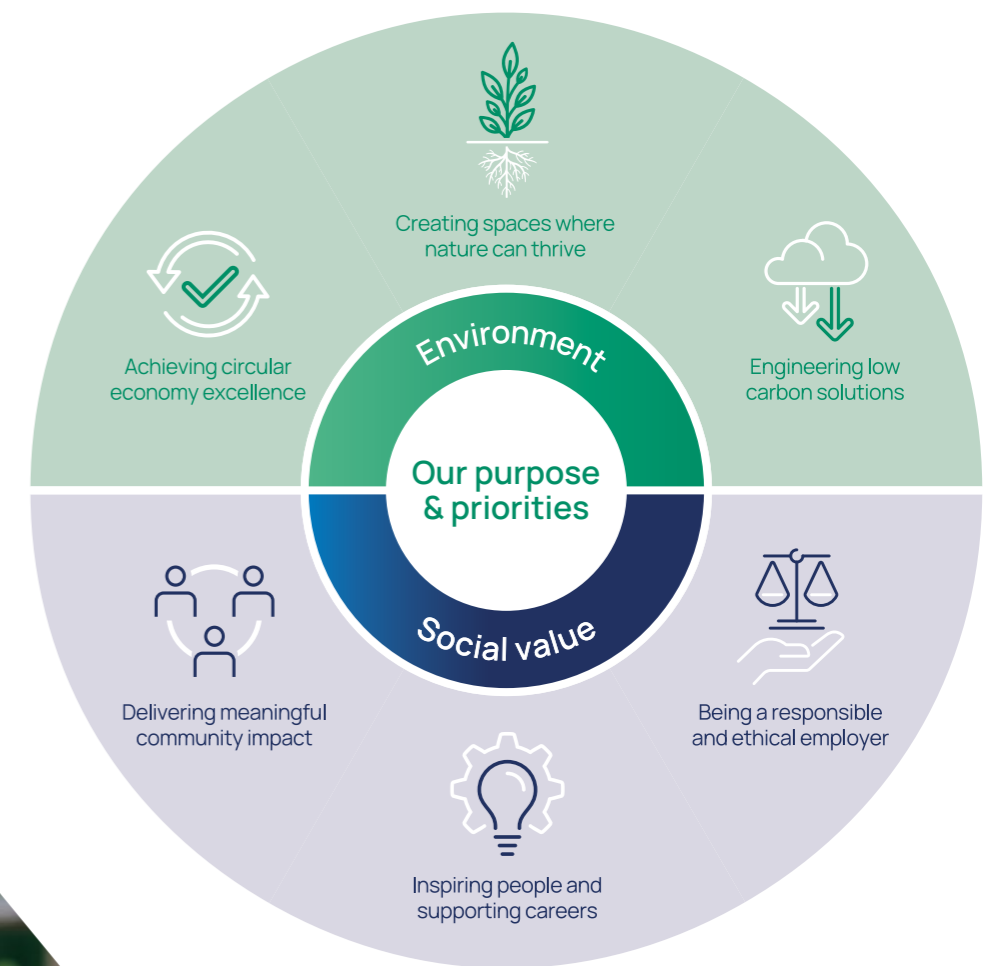 Creating spaces where
nature can thrive
Achieving circular
economy excellence
Engineering low
carbon solutions
Environment
Our purpose
& priorities
Social value
Delivering meaningful
community impact
Being a responsible
and ethical employer
Inspiring people and
supporting careers